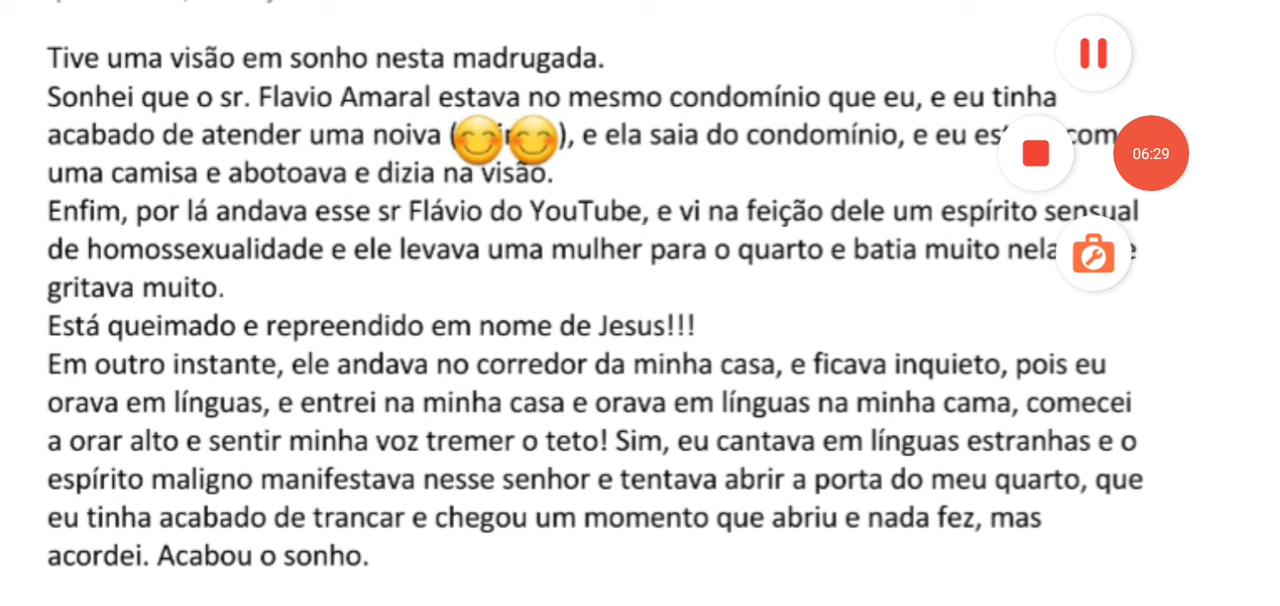 Tive uma visão em sonho nesta madrugada.
Sonhei que o sr. Flavio Amaral estava no mesmo condomínio que eu, e eu tinha
acabado de atender uma noiva (), e ela saia do condomínio, e eu com
uma camisa e abotoava e dizia na visão.
Enfim, por lá andava esse sr Flávio do YouTube, e vi na feição dele um espírito sensual
de homossexualidade e ele levava uma mulher para o quarto e batia muito nela
gritava muito.
Está queimado e repreendido em nome de Jesus!!!
Em outro instante, ele andava no corredor da minha casa, e ficava inquieto, pois eu
orava em línguas, e entrei na minha casa e orava em línguas na minha cama, comecei
a orar alto e sentir minha voz tremer o teto! Sim, eu cantava em línguas estranhas e o
espírito maligno manifestava nesse senhor e tentava abrir a porta do meu quarto, que
eu tinha acabado de trancar e chegou um momento que abriu e nada fez, mas
acordei. Acabou o sonho.
06:29